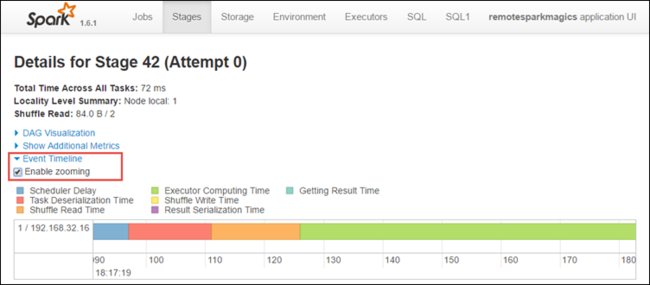 Spark 1.6.1 Jobs Stages Storage Environment Executors SQL SQL1 remotesparkmagics application UI
Details for Stage 42 (Attempt 0)
Total Time Across All Tasks: 72 ms
Locality Level Summary: Node local: 1
Shuffle Read: 84.0 B / 2
DAG Visualization
Show Additional Metrics
Event Timeline
Enable zooming
Scheduler Delay Executor Computing Time Getting Result Time
Task Deserialization Time Shuffle Write Time
Shuffle Read Time Result Serialization Time
1 / 192.168.32.16
090 100 110 120 130 140 150 160 170 180
18:17:19